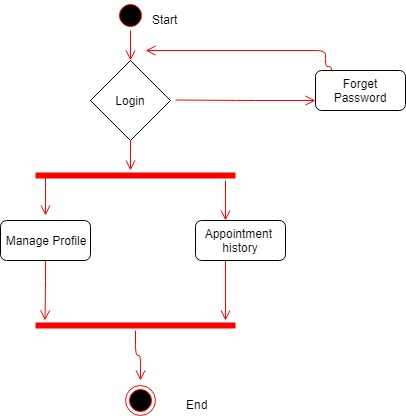 Start
Login
Forget
Password
Manage Profile
Appointment
history
End